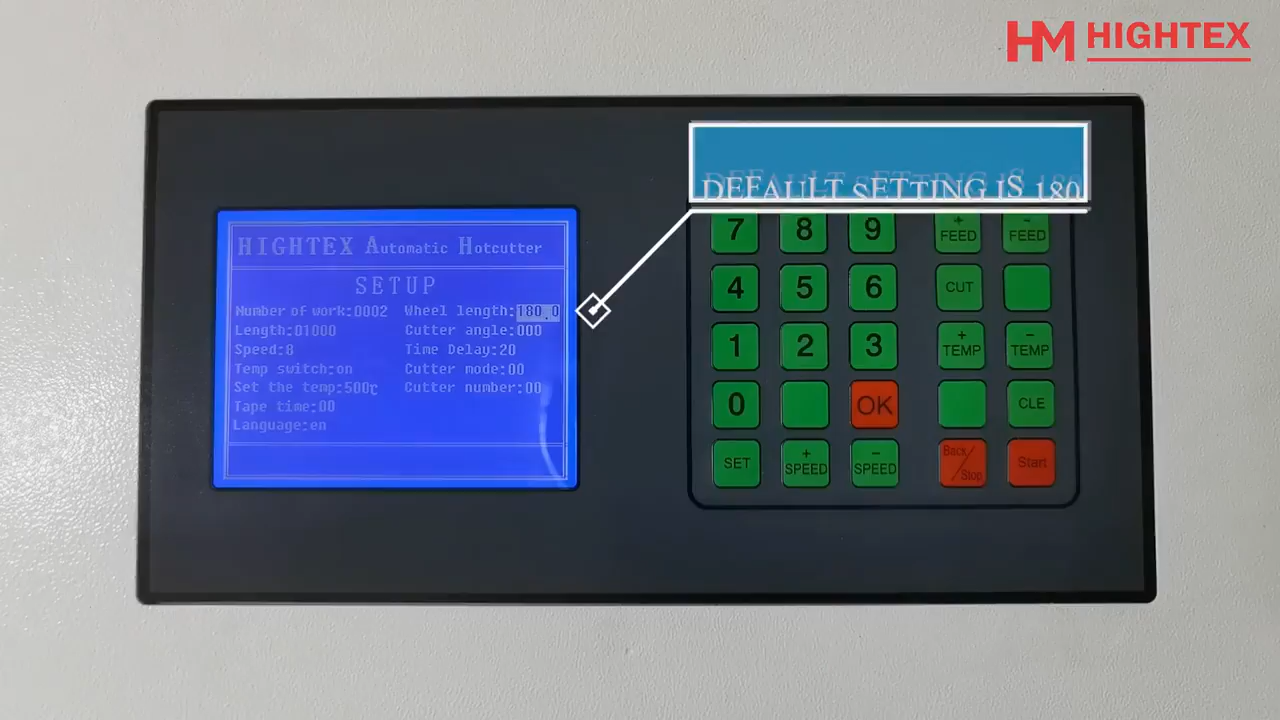 HM HIGHTEX
DEFAULT SETTING IS 180
HIGHTEX Automatic Hotcutter
SETUP
Number of work:0002 Wheel length:180.0
Length:01000 Cutter angle:000
Speed:8 Time Delay:20
Temp switch:on Cutter mode:00
Set the temp:500℃ Cutter number:00
Tape time:00
Language:en
7 8 9 + FEED - FEED
4 5 6 CUT
1 2 3 + TEMP - TEMP
0 OK CLE
SET + SPEED - SPEED Back/Stop Start